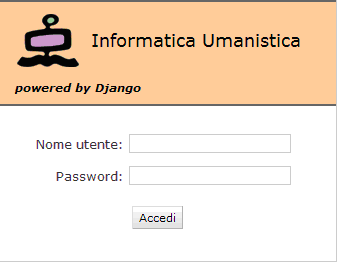 Informatica Umanistica
powered by Django
Nome utente:
Password:
Accedi